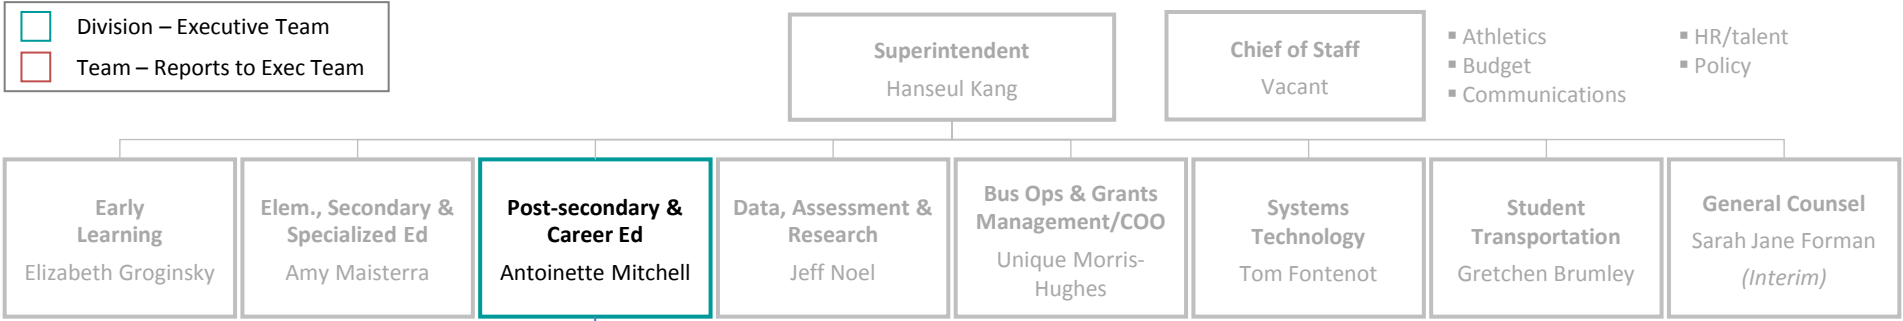 Division – Executive Team
Team – Reports to Exec Team
Superintendent
Hanseul Kang
Chief of Staff
Vacant
▪ Athletics
▪ Budget
▪ Communications
▪ HR/talent
▪ Policy
Early
Learning
Elizabeth Groginsky
Elem., Secondary &
Specialized Ed
Amy Maisterra
Post-secondary &
Career Ed
Antoinette Mitchell
Data, Assessment &
Research
Jeff Noel
Bus Ops & Grants
Management/COO
Unique Morris-
Hughes
Systems
Technology
Tom Fontenot
Student
Transportation
Gretchen Brumley
General Counsel
Sarah Jane Forman
(Interim)